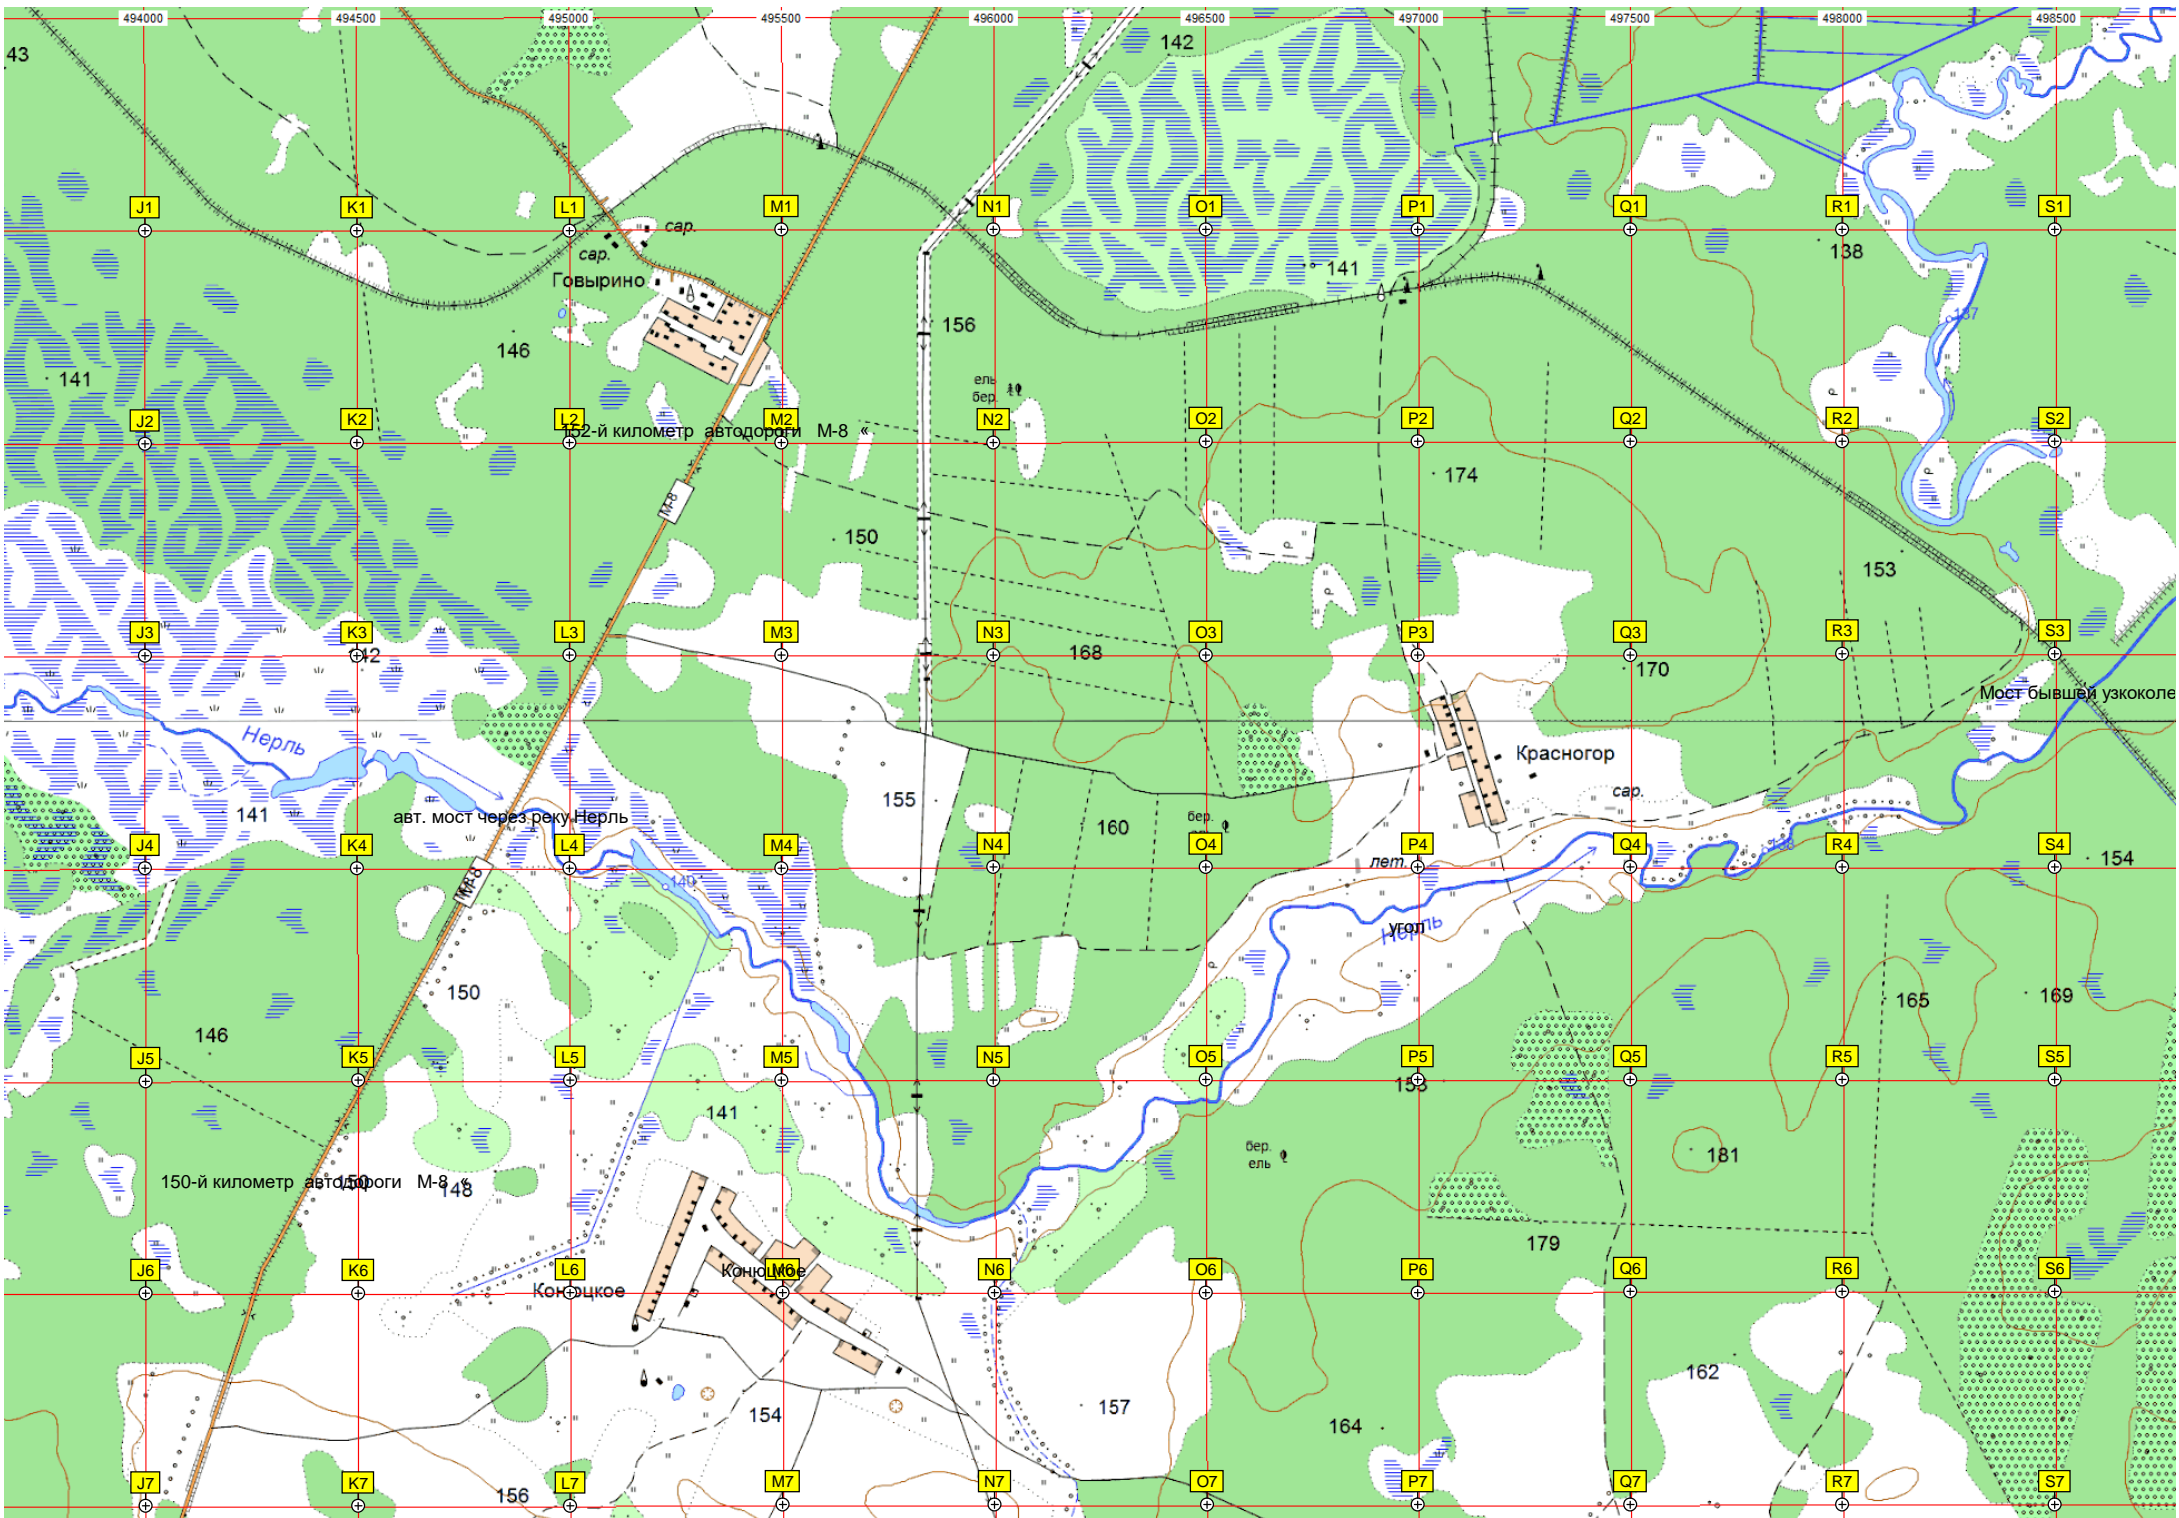 494000 494500 495000 495500 496000 496500 497000 497500 498000 498500
43
142
J1 K1 L1 M1 N1 O1 P1 Q1 R1 S1
сар.
сар.
138
Говырино
141
137
156
146
141
ель
бер.
J2 K2 L2 M2 N2 O2 P2 Q2 R2 S2
152-й километр автодороги М-8 «
174
М-8
150
153
J3 K3 L3 M3 N3 O3 P3 Q3 R3 S3
168
170
Мост бывшей узкоколе
Нерль
Красногор
сар.
155
141
авт. мост через реку Нерль
160
бер.
138
J4 K4 L4 M4 N4 O4 P4 Q4 R4 S4
лет.
154
140
М-8
угол
Нерль
150
165
169
146
J5 K5 L5 M5 N5 O5 P5 Q5 R5 S5
153
141
бер.
ель
181
150-й километр автодороги М-8 «
150
148
179
J6 K6 L6 M6 N6 O6 P6 Q6 R6 S6
Конюцкое
Конюцкое
162
157
154
164
J7 K7 L7 M7 N7 O7 P7 Q7 R7 S7
156